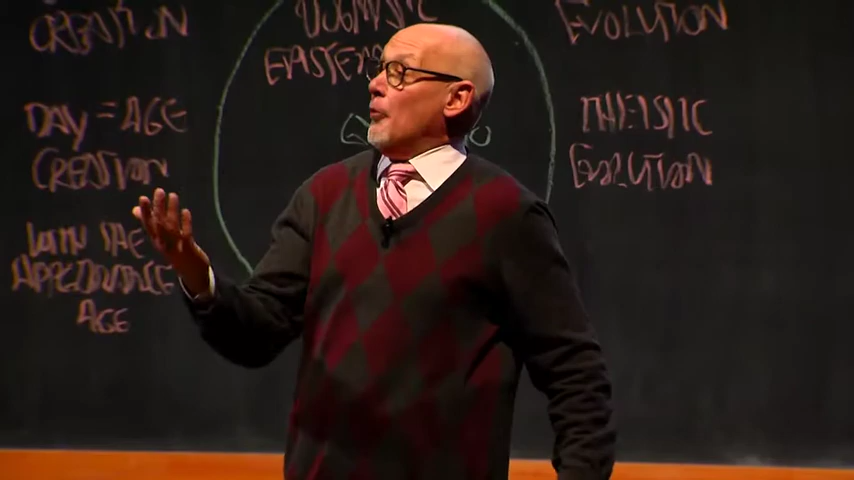 CREATION
DAY = AGE
CREATION
WITH THE
APPEARANCE
AGE
EVOLUTION
THEISTIC
EVOLUTION